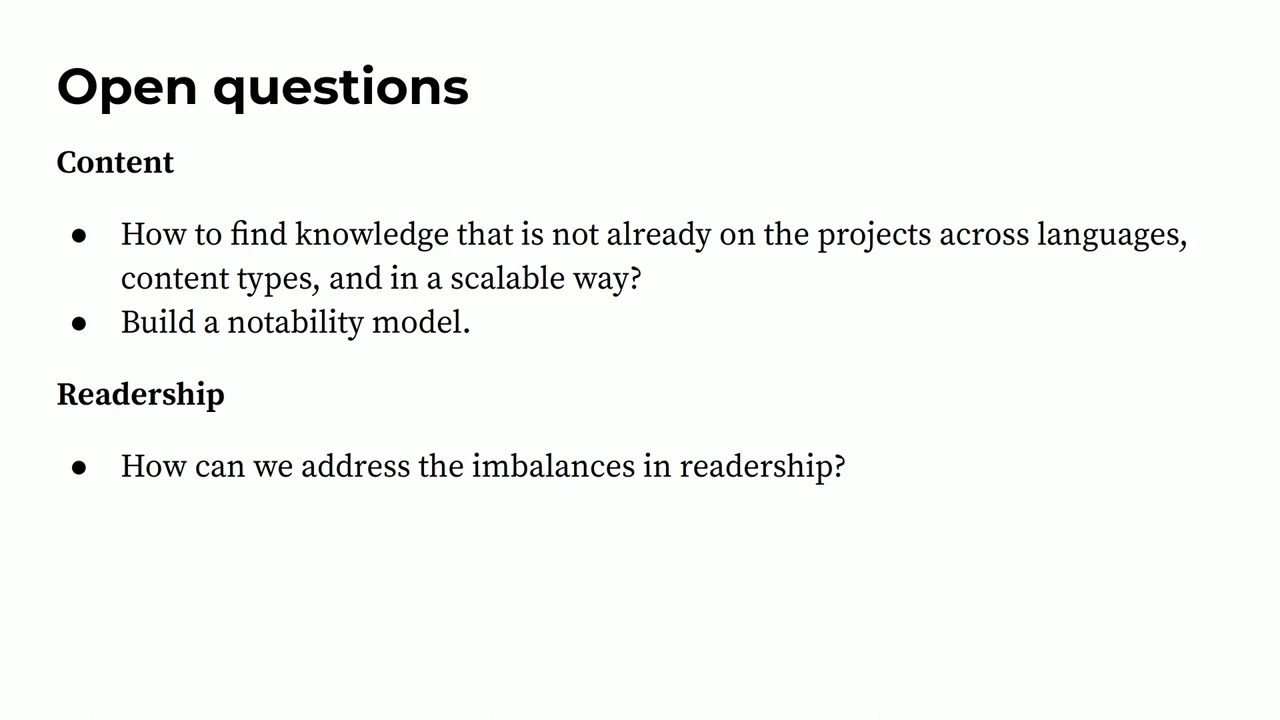 Open questions
Content
● How to find knowledge that is not already on the projects across languages,
content types, and in a scalable way?
● Build a notability model.
Readership
● How can we address the imbalances in readership?